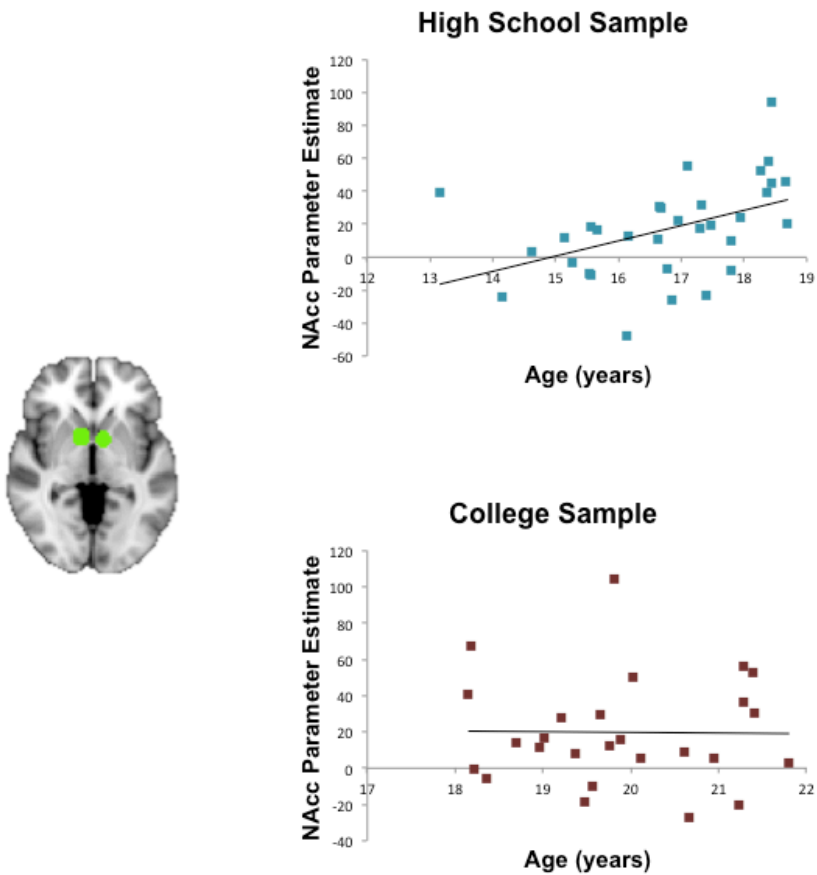 High School Sample
120
100
80
60
40
20
0
-20
-40
-60
12 13 14 15 16 17 18 19
NAcc Parameter Estimate
Age (years)
College Sample
120
100
80
60
40
20
0
-20
-40
17 18 19 20 21 22
NAcc Parameter Estimate
Age (years)